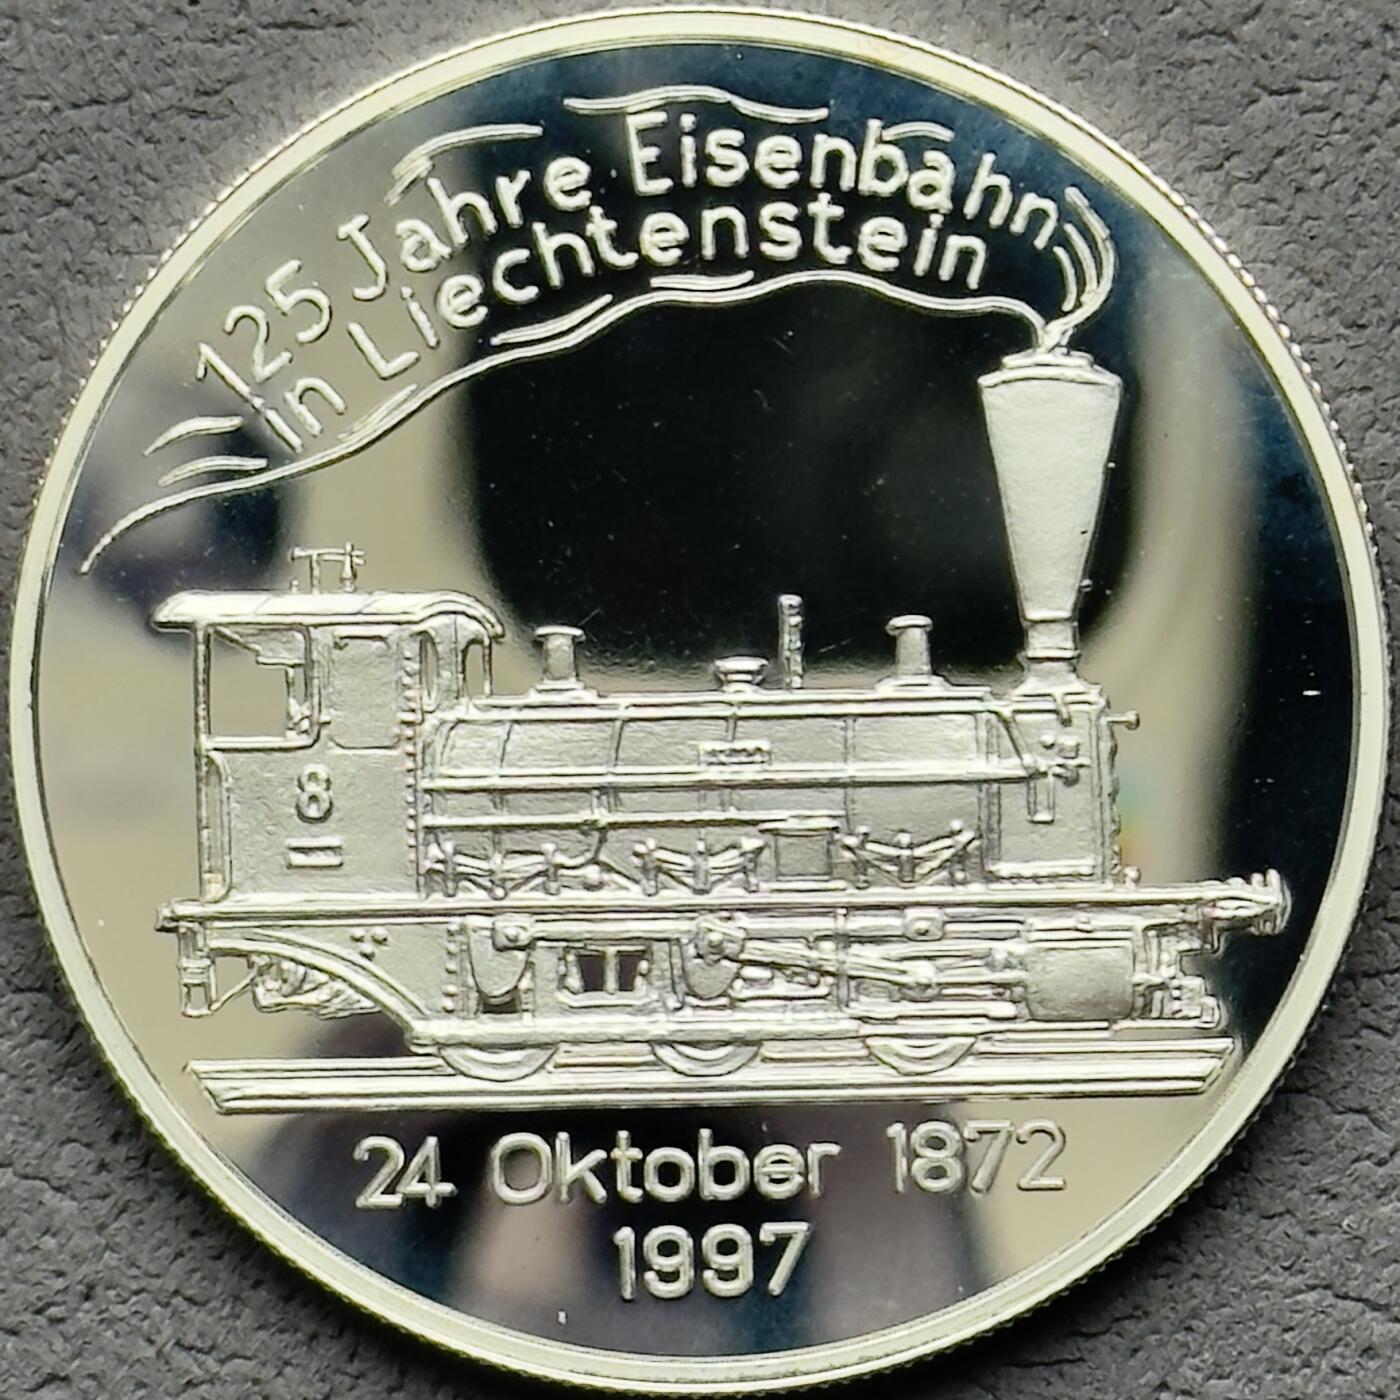 125 Jahre Eisenbahn
in Liechtenstein
8
24 Oktober 1872
1997